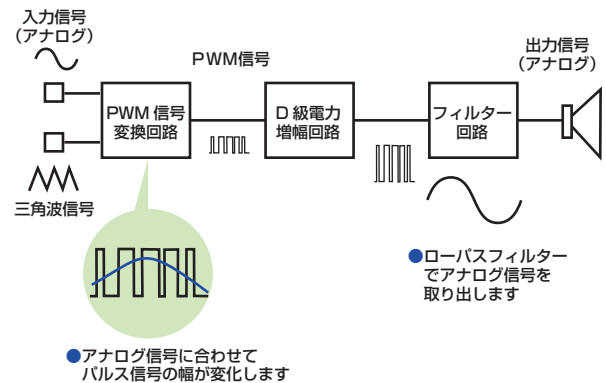 入力信号
(アナログ)
PWM信号
出力信号
(アナログ)
PWM 信号
変換回路
D 級電力
増幅回路
フィルター
回路
三角波信号
●ローパスフィルター
でアナログ信号を
取り出します
●アナログ信号に合わせて
パルス信号の幅が変化します